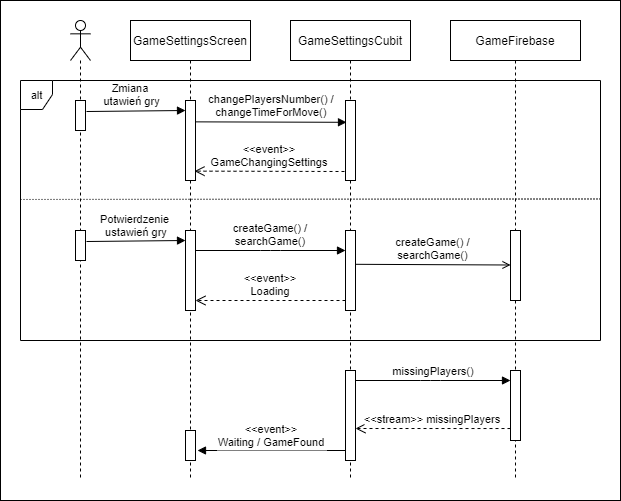 GameSettingsScreen
GameSettingsCubit
GameFirebase
alt
Zmiana
utawień gry
changePlayersNumber() /
changeTimeForMove()
<<event>>
GameChangingSettings
Potwierdzenie
ustawień gry
createGame() /
searchGame()
createGame() /
searchGame()
<<event>>
Loading
missingPlayers()
<<stream>> missingPlayers
<<event>>
Waiting / GameFound